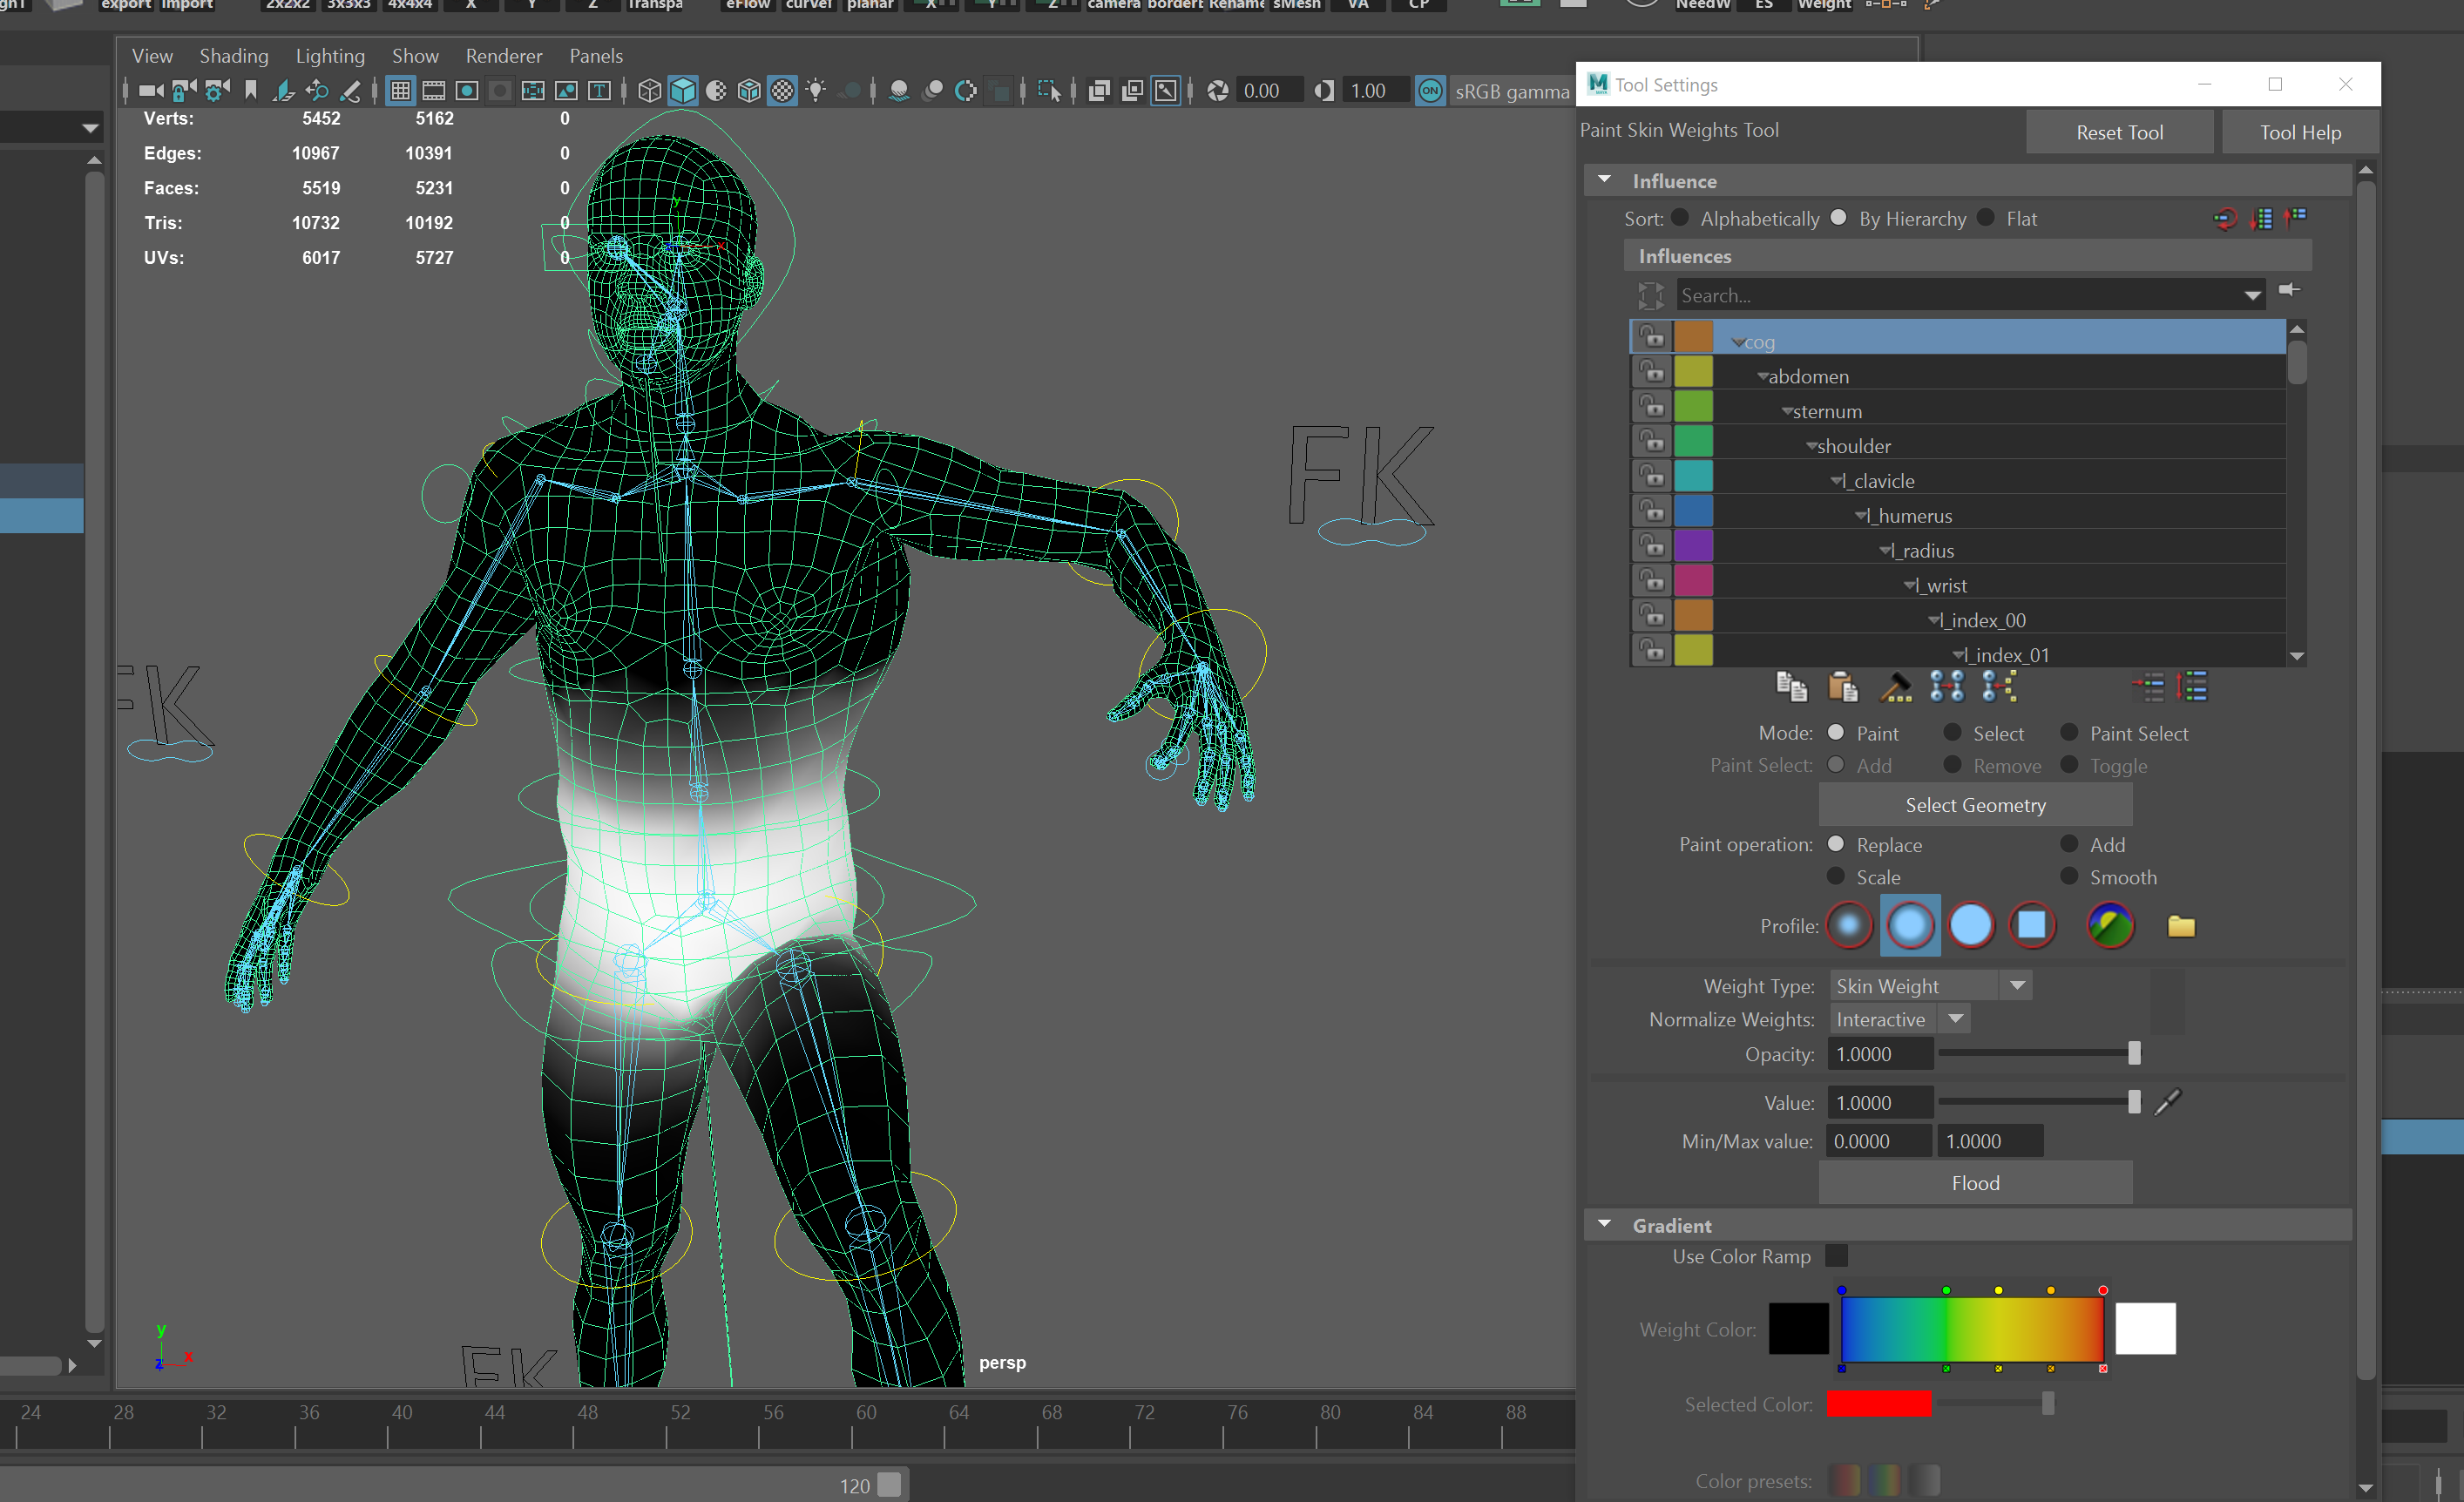 export import 2x2x2 3x3x3 4x4x4 X Y Z Transpa eFlow curvef planar X Y Z camera borderE Rename sMesh VA CP NeedW ES Weight
View Shading Lighting Show Renderer Panels
0.00 1.00 ON sRGB gamma
Verts: 5452 5162 0
Edges: 10967 10391 0
Faces: 5519 5231 0
Tris: 10732 10192 0
UVs: 6017 5727 0
y
x
FK
FK
FK
y
z x
persp
24 28 32 36 40 44 48 52 56 60 64 68 72 76 80 84 88
120
Tool Settings
Paint Skin Weights Tool Reset Tool Tool Help
Influence
Sort: Alphabetically By Hierarchy Flat
Influences
Search...
cog
abdomen
sternum
shoulder
l_clavicle
l_humerus
l_radius
l_wrist
l_index_00
l_index_01
Mode: Paint Select Paint Select
Paint Select: Add Remove Toggle
Select Geometry
Paint operation: Replace Add
Scale Smooth
Profile:
Weight Type: Skin Weight
Normalize Weights: Interactive
Opacity: 1.0000
Value: 1.0000
Min/Max value: 0.0000 1.0000
Flood
Gradient
Use Color Ramp
Weight Color:
Selected Color:
Color presets: